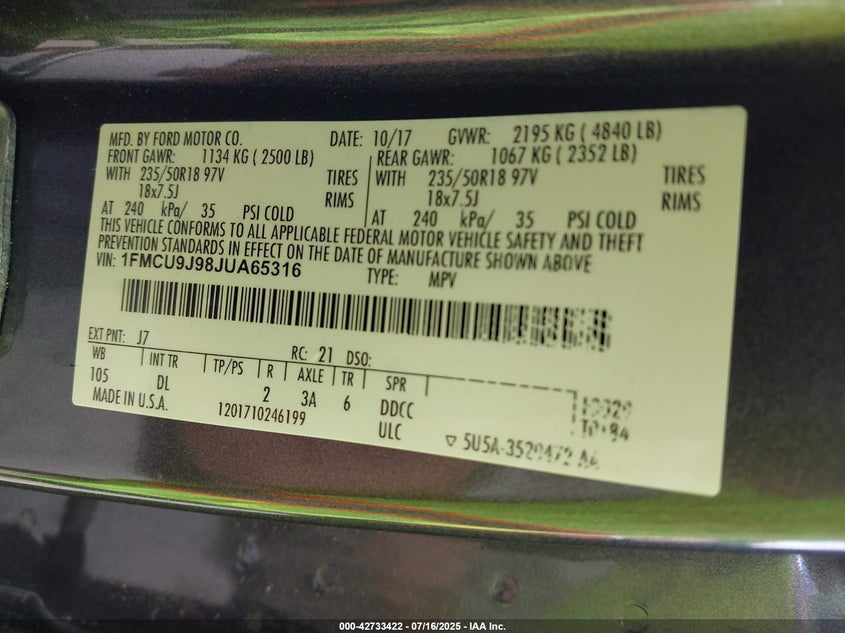 MFD. BY FORD MOTOR CO. DATE: 10/17 GVWR: 2195 KG ( 4840 LB)
FRONT GAWR: 1134 KG ( 2500 LB) REAR GAWR: 1067 KG ( 2352 LB)
WITH 235/50R18 97V TIRES WITH 235/50R18 97V TIRES
18x7.5J RIMS 18x7.5J RIMS
AT 240 kPa/ 35 PSI COLD AT 240 kPa/ 35 PSI COLD
THIS VEHICLE CONFORMS TO ALL APPLICABLE FEDERAL MOTOR VEHICLE SAFETY AND THEFT
PREVENTION STANDARDS IN EFFECT ON THE DATE OF MANUFACTURE SHOWN ABOVE.
VIN: 1FMCU9J98JUA65316 TYPE: MPV
EXT PNT: J7 RC: 21 DSO:
WB INT TR TP/PS R AXLE TR SPR
105 DL 2 3A 6 DDCC
MADE IN U.S.A. 1201710246199 ULC
000-42733422 - 07/16/2025 - IAA Inc.